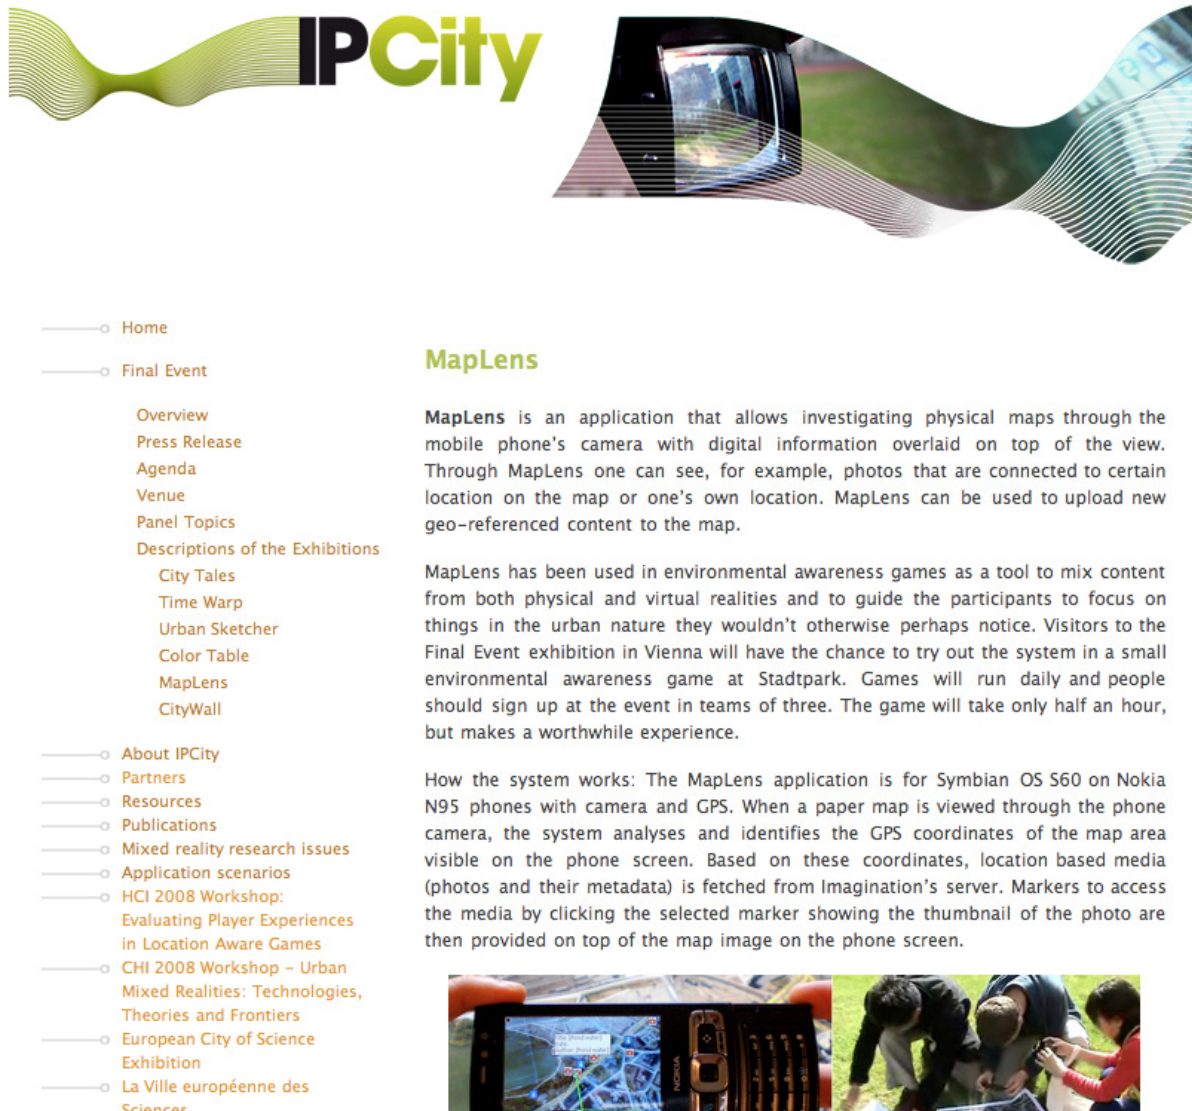 IPCity
Home
Final Event
Overview
Press Release
Agenda
Venue
Panel Topics
Descriptions of the Exhibitions
City Tales
Time Warp
Urban Sketcher
Color Table
MapLens
CityWall
About IPCity
Partners
Resources
Publications
Mixed reality research issues
Application scenarios
HCI 2008 Workshop:
Evaluating Player Experiences
in Location Aware Games
CHI 2008 Workshop – Urban
Mixed Realities: Technologies,
Theories and Frontiers
European City of Science
Exhibition
La Ville européenne des
Sciences
MapLens
MapLens is an application that allows investigating physical maps through the
mobile phone's camera with digital information overlaid on top of the view.
Through MapLens one can see, for example, photos that are connected to certain
location on the map or one's own location. MapLens can be used to upload new
geo-referenced content to the map.
MapLens has been used in environmental awareness games as a tool to mix content
from both physical and virtual realities and to guide the participants to focus on
things in the urban nature they wouldn't otherwise perhaps notice. Visitors to the
Final Event exhibition in Vienna will have the chance to try out the system in a small
environmental awareness game at Stadtpark. Games will run daily and people
should sign up at the event in teams of three. The game will take only half an hour,
but makes a worthwhile experience.
How the system works: The MapLens application is for Symbian OS S60 on Nokia
N95 phones with camera and GPS. When a paper map is viewed through the phone
camera, the system analyses and identifies the GPS coordinates of the map area
visible on the phone screen. Based on these coordinates, location based media
(photos and their metadata) is fetched from Imagination's server. Markers to access
the media by clicking the selected marker showing the thumbnail of the photo are
then provided on top of the map image on the phone screen.
NOKIA